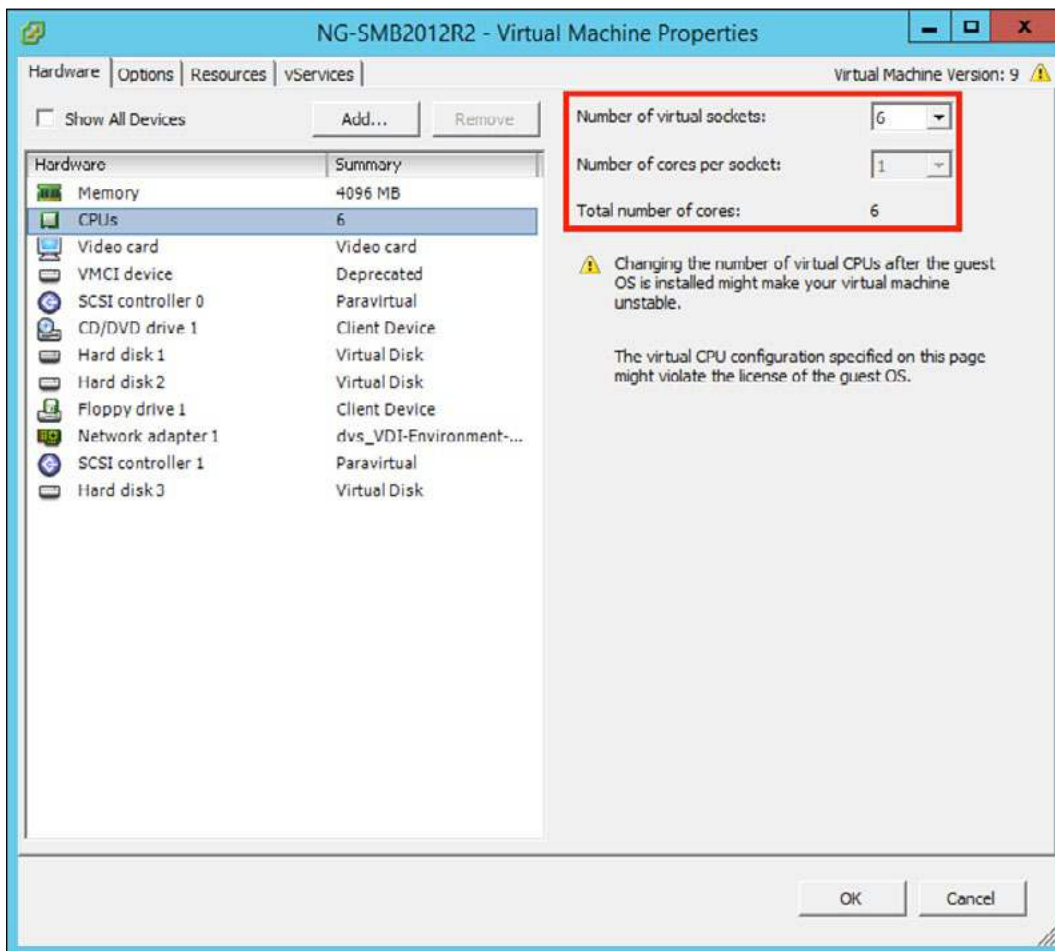 NG-SMB2012R2 - Virtual Machine Properties
Hardware Options Resources vServices
Virtual Machine Version: 9
Show All Devices
Add...
Remove
Hardware Summary
Memory 4096 MB
CPUs 6
Video card Video card
VMCI device Deprecated
SCSI controller 0 Paravirtual
CD/DVD drive 1 Client Device
Hard disk 1 Virtual Disk
Hard disk 2 Virtual Disk
Floppy drive 1 Client Device
Network adapter 1 dvs_VDI-Environment-...
SCSI controller 1 Paravirtual
Hard disk 3 Virtual Disk
Number of virtual sockets: 6
Number of cores per socket: 1
Total number of cores: 6
Changing the number of virtual CPUs after the guest
OS is installed might make your virtual machine
unstable.
The virtual CPU configuration specified on this page
might violate the license of the guest OS.
OK
Cancel